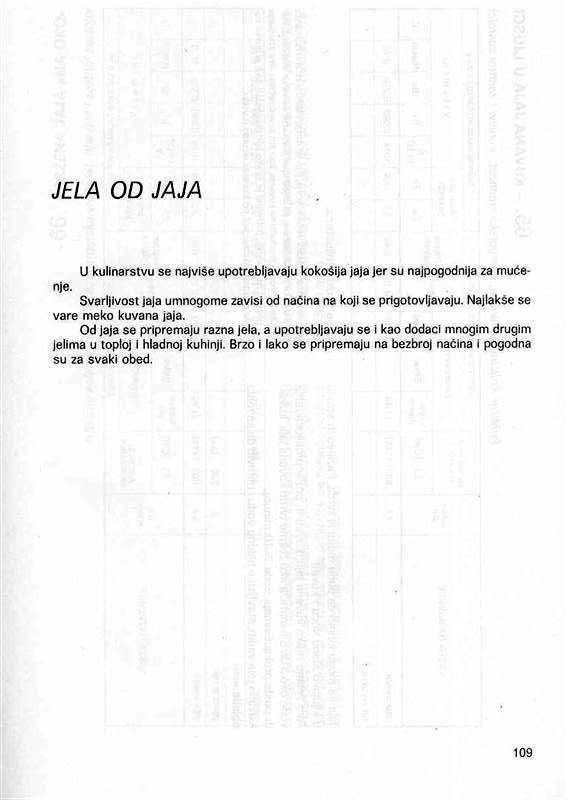 JELA OD JAJA
U kulinarstvu se najviše upotrebljavaju kokošija jaja jer su najpogodnija za muće-
nje.
Svarljivost jaja umnogome zavisi od načina na koji se prigotovljavaju. Najlakše se
vare meko kuvana jaja.
Od jaja se pripremaju razna jela, a upotrebljavaju se i kao dodaci mnogim drugim
jelima u toploj i hladnoj kuhinji. Brzo i lako se pripremaju na bezbroj načina i pogodna
su za svaki obed.
109